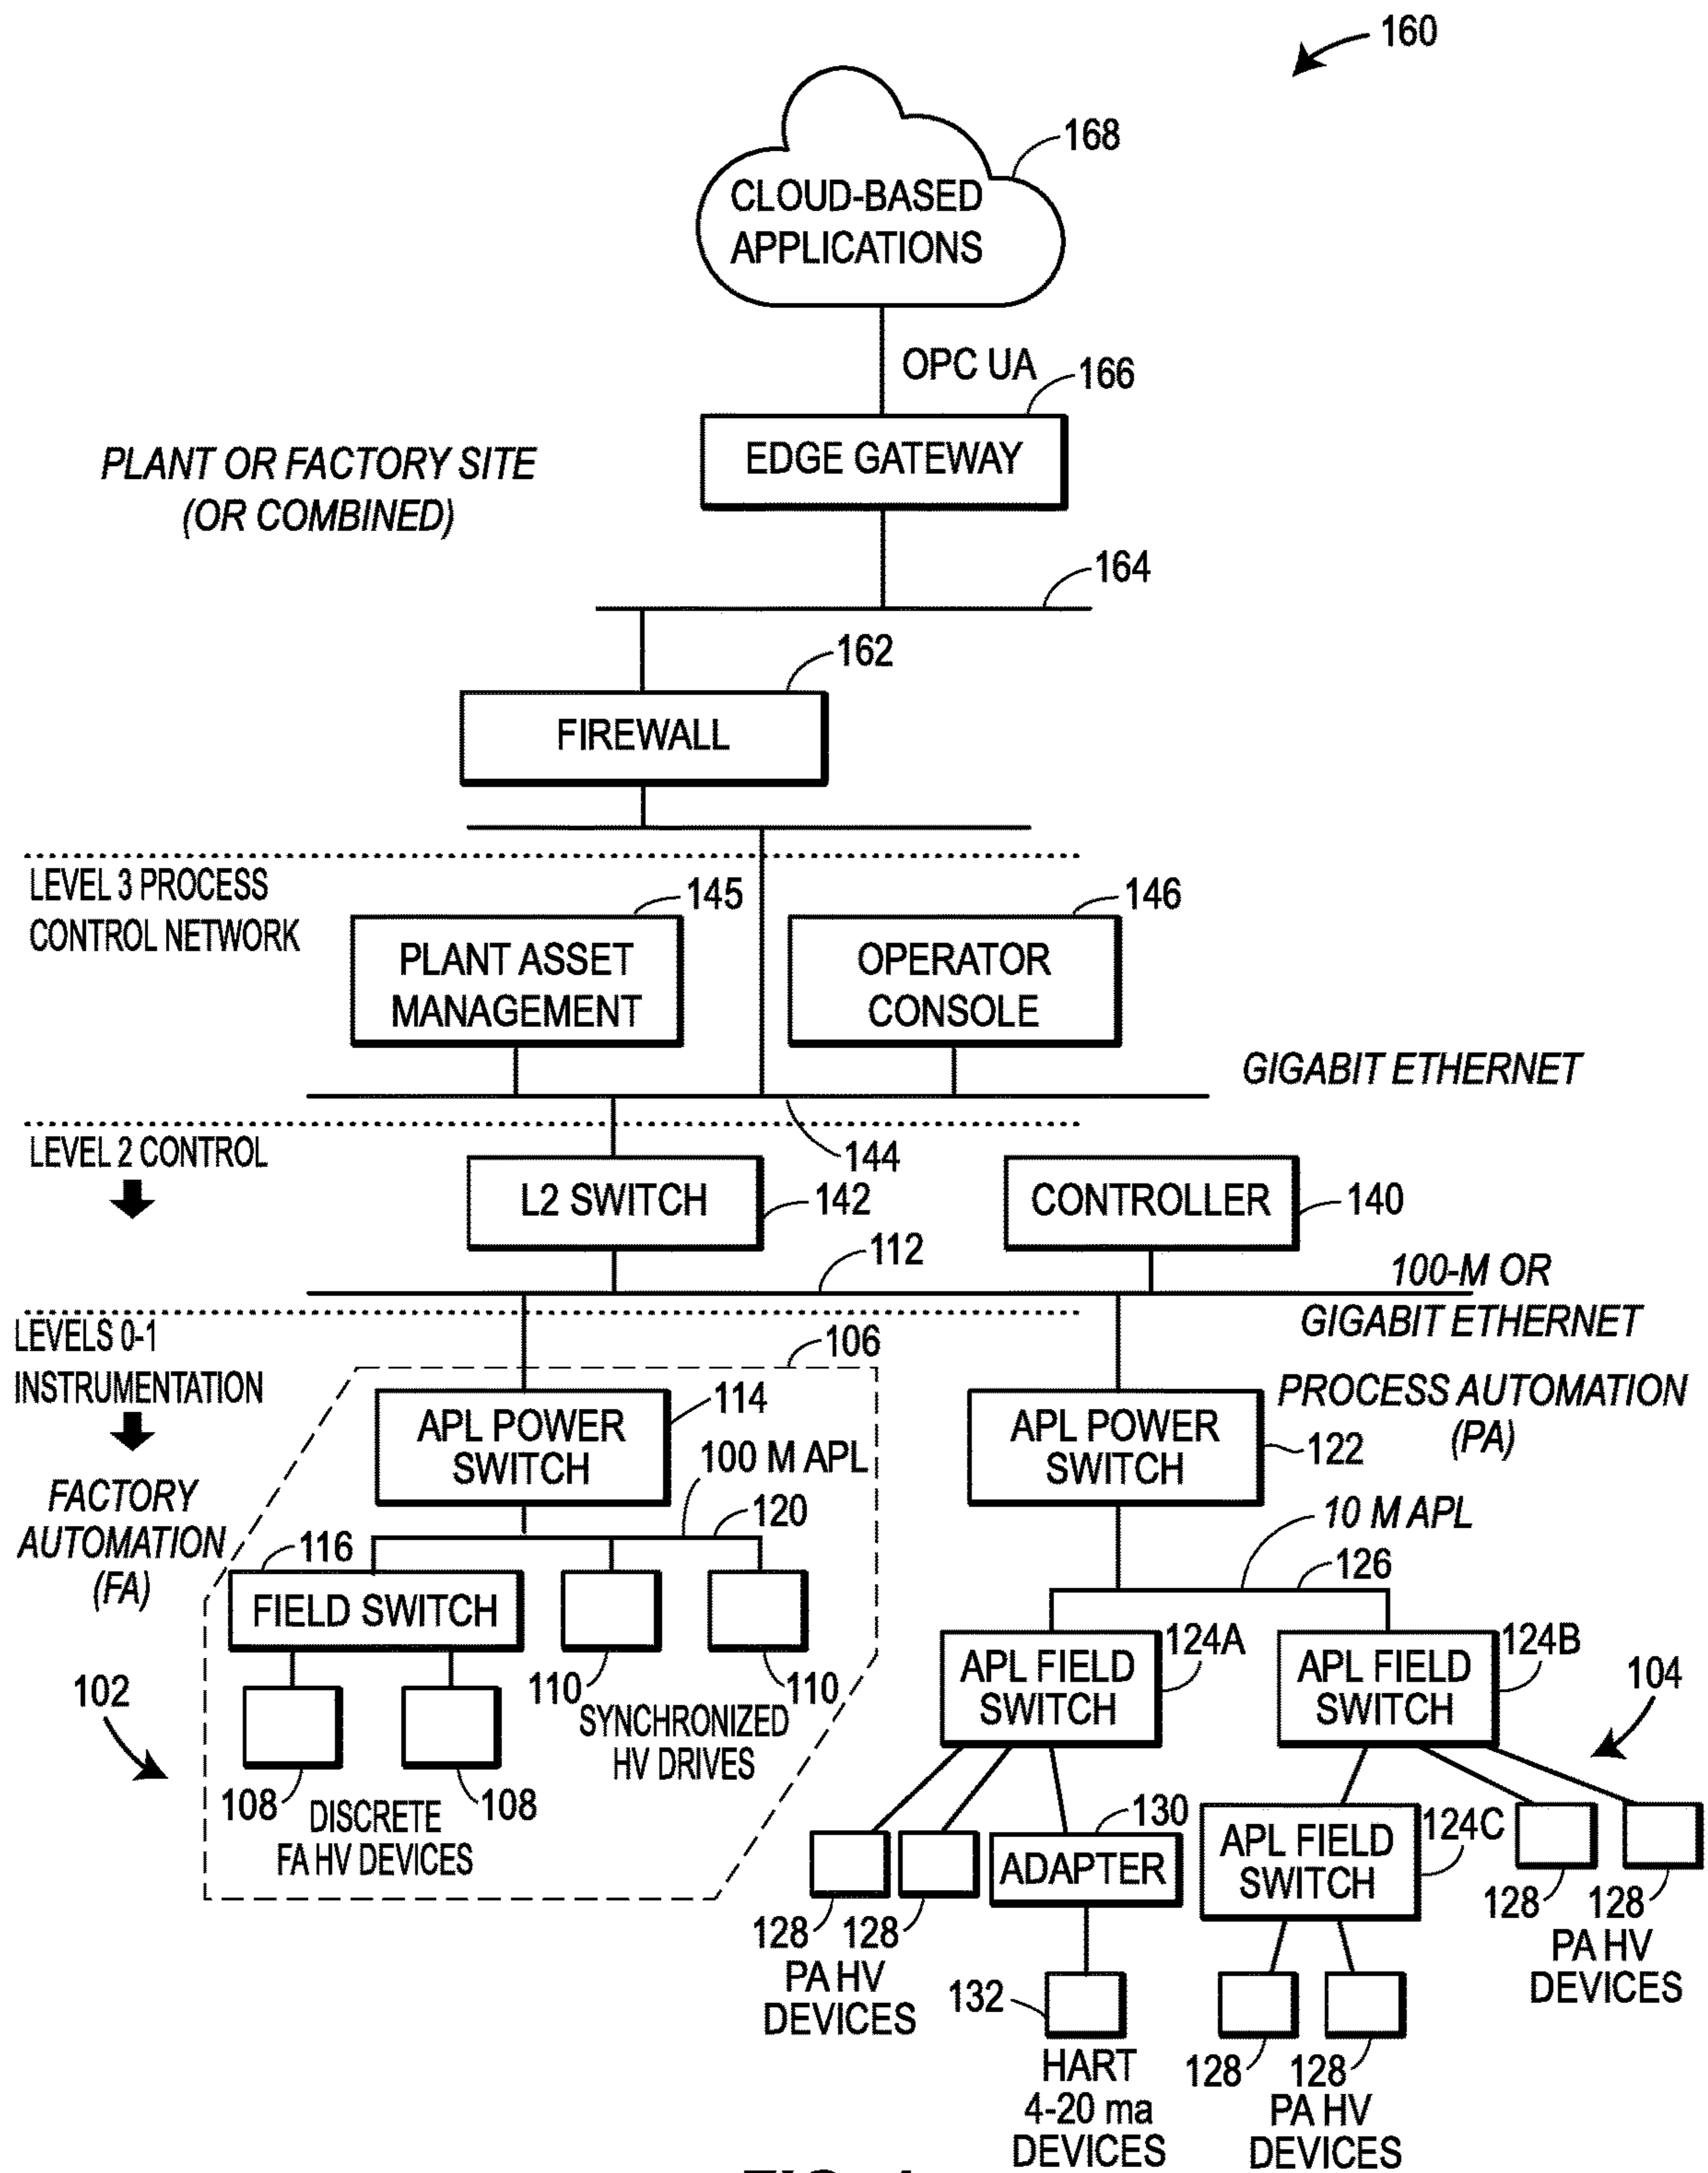 160
168
CLOUD-BASED
APPLICATIONS
OPC UA
166
EDGE GATEWAY
PLANT OR FACTORY SITE
(OR COMBINED)
164
162
FIREWALL
LEVEL 3 PROCESS
CONTROL NETWORK
145
146
PLANT ASSET
MANAGEMENT
OPERATOR
CONSOLE
GIGABIT ETHERNET
LEVEL 2 CONTROL
144
L2 SWITCH
142
CONTROLLER
140
112
100-M OR
GIGABIT ETHERNET
LEVELS 0-1
INSTRUMENTATION
106
APL POWER
SWITCH
114
APL POWER
SWITCH
122
PROCESS AUTOMATION
(PA)
100 M APL
120
FACTORY
AUTOMATION
(FA)
116
FIELD SWITCH
10 M APL
126
110
110
SYNCHRONIZED
HV DRIVES
102
108
108
DISCRETE
FA HV DEVICES
APL FIELD
SWITCH
124A
APL FIELD
SWITCH
124B
104
130
ADAPTER
APL FIELD
SWITCH
124C
128
128
PA HV
DEVICES
128
128
PA HV
DEVICES
132
HART
4-20 ma
DEVICES
128
128
PA HV
DEVICES